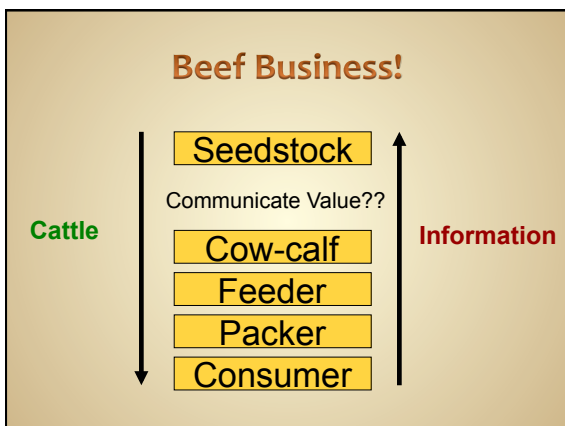 Beef Business!
Seedstock
Communicate Value??
Cattle
Information
Cow-calf
Feeder
Packer
Consumer